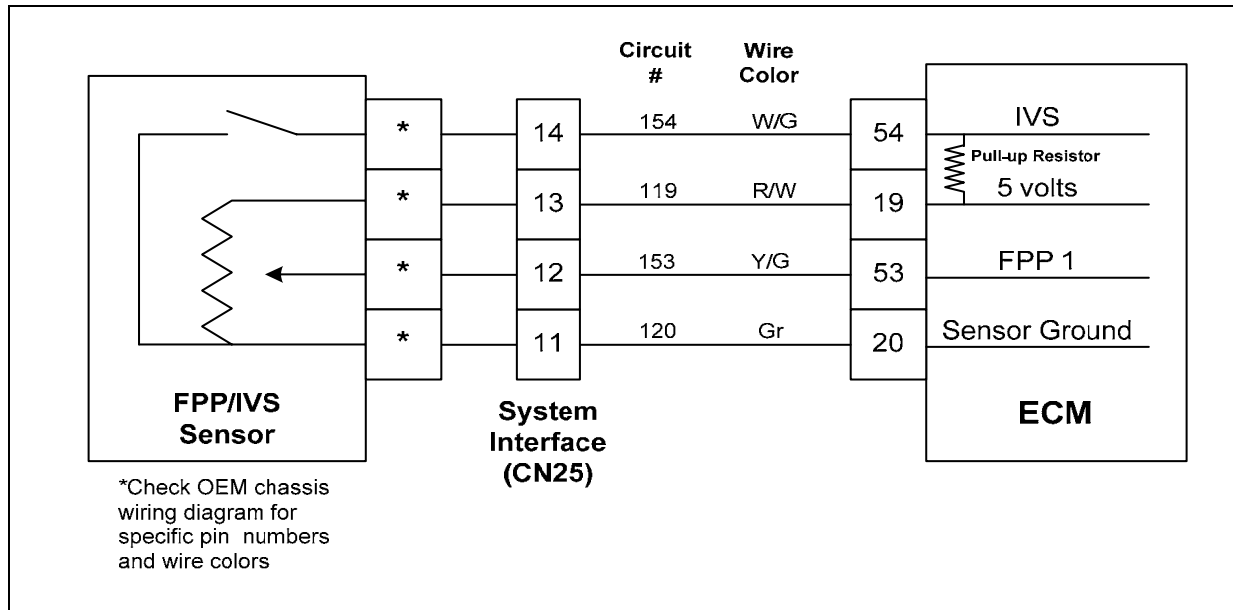 Circuit
#
Wire
Color
*
14
154
W/G
54
IVS
Pull-up Resistor
*
13
119
R/W
19
5 volts
*
12
153
Y/G
53
FPP 1
*
11
120
Gr
20
Sensor Ground
FPP/IVS
Sensor
System
Interface
(CN25)
ECM
*Check OEM chassis
wiring diagram for
specific pin numbers
and wire colors